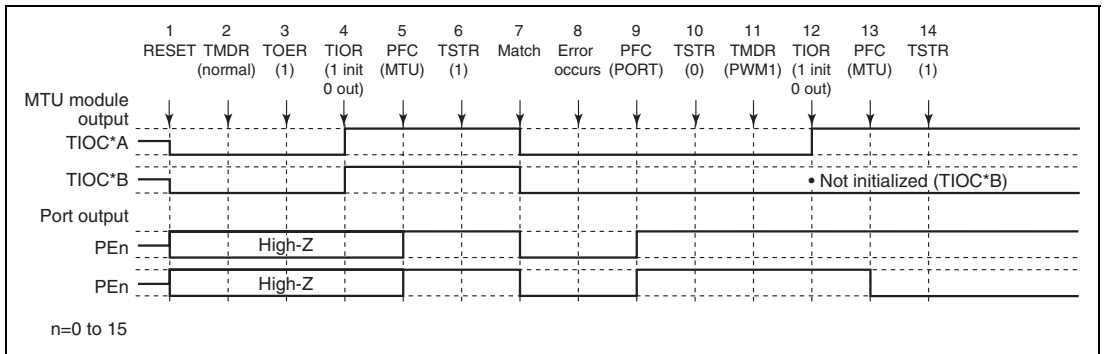 1 2 3 4 5 6 7 8 9 10 11 12 13 14
RESET TMDR TOER TIOR PFC TSTR Match Error PFC TSTR TMDR TIOR PFC TSTR
(normal) (1) (1 init (MTU) (1) occurs (PORT) (0) (PWM1) (1 init (MTU) (1)
0 out) 0 out)
MTU module
output
TIOC*A
TIOC*B
• Not initialized (TIOC*B)
Port output
PEn
High-Z
PEn
High-Z
n=0 to 15